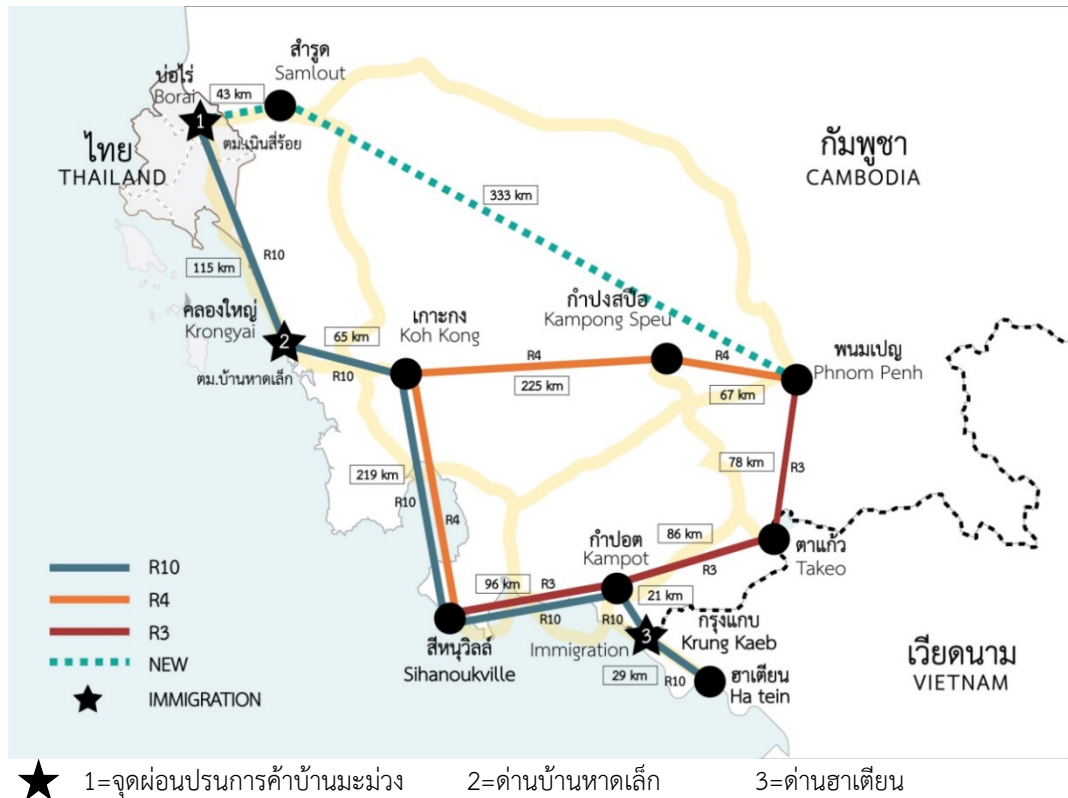 สำรูด
Samlout
บ่อไร่
Borai
43 km
1
ตม.เนินสี่ร้อย
ไทย
THAILAND
กัมพูชา
CAMBODIA
333 km
R10
115 km
คลองใหญ่
Krongyai
2
ตม.บ้านหาดเล็ก
65 km
R10
เกาะกง
Koh Kong
กำปงสปือ
Kampong Speu
R4
225 km
R4
67 km
พนมเปญ
Phnom Penh
219 km
R10
R4
78 km
R3
กำปอต
Kampot
86 km
R3
ตาแก้ว
Takeo
96 km
R3
R10
R10
21 km
สีหนุวิลล์
Sihanoukville
Immigration
3
กรุงแกบ
Krung Kaeb
29 km
R10
ฮาเตียน
Ha tein
เวียดนาม
VIETNAM
R10
R4
R3
NEW
IMMIGRATION
1=จุดผ่อนปรนการค้าบ้านมะม่วง 2=ด่านบ้านหาดเล็ก 3=ด่านฮาเตียน